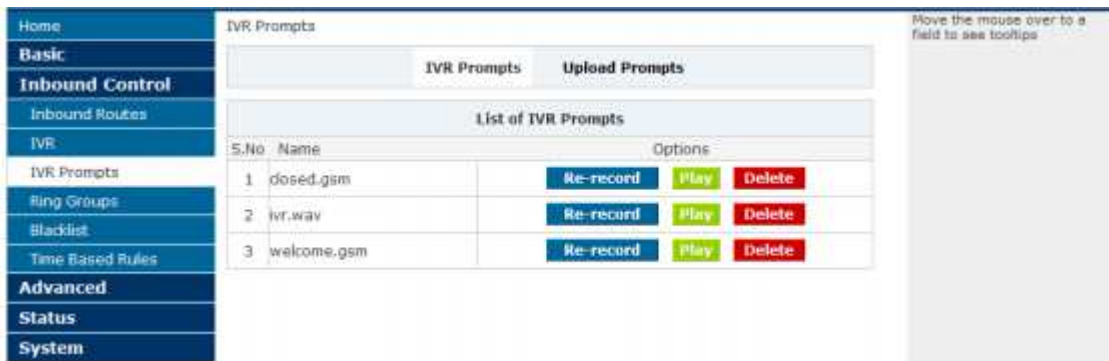 Home
Basic
Inbound Control
Inbound Routes
IVR
IVR Prompts
Ring Groups
Blacklist
Time Based Rules
Advanced
Status
System
IVR Prompts
IVR Prompts Upload Prompts
List of IVR Prompts
S.No Name Options
1 closed.gsm Re-record Play Delete
2 ivr.wav Re-record Play Delete
3 welcome.gsm Re-record Play Delete
Move the mouse over to a
field to see tooltips